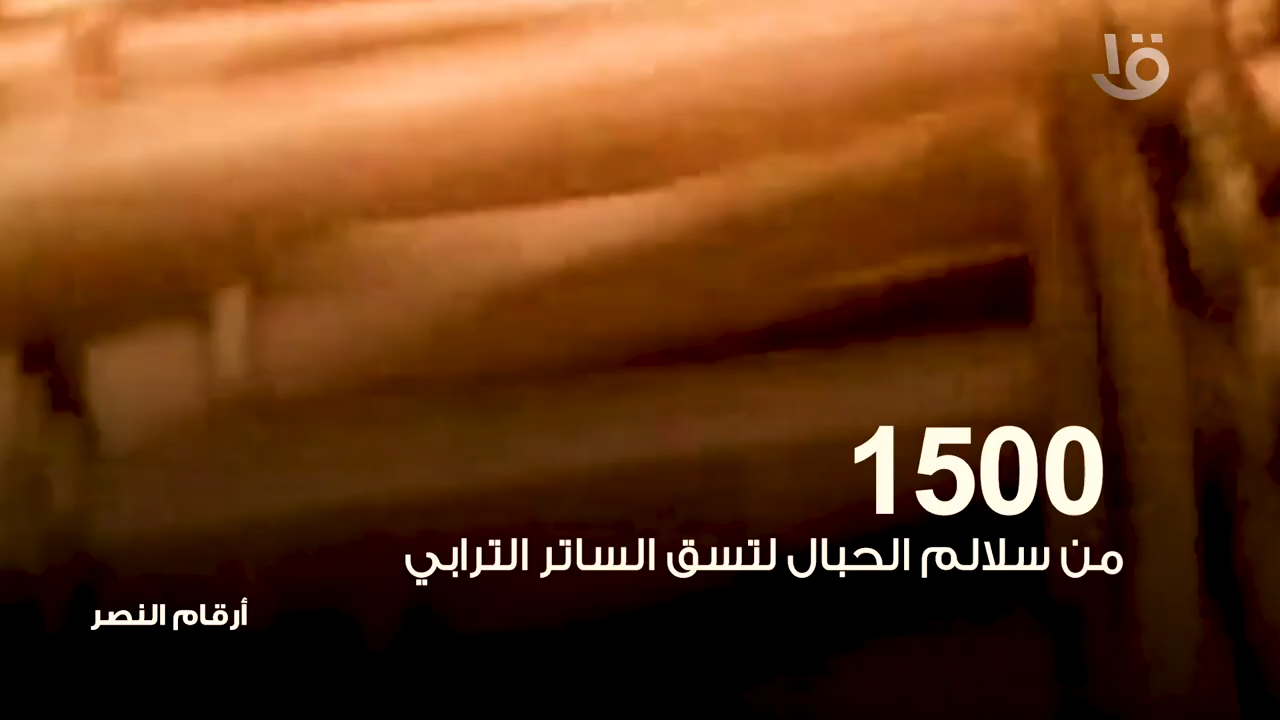 1500
من سلالم الحبال لتسق الساتر الترابي
أرقام النصر